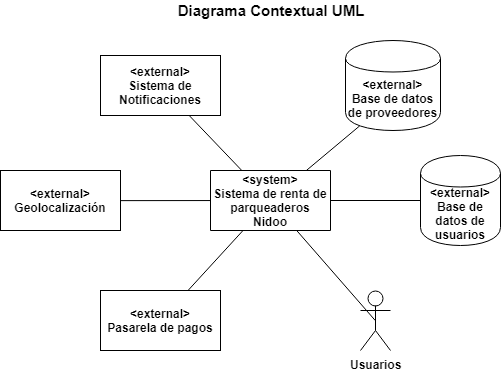 Diagrama Contextual UML
<external>
Sistema de
Notificaciones
<external>
Base de datos
de proveedores
<external>
Geolocalización
<system>
Sistema de renta de
parqueaderos
Nidoo
<external>
Base de
datos de
usuarios
<external>
Pasarela de pagos
Usuarios